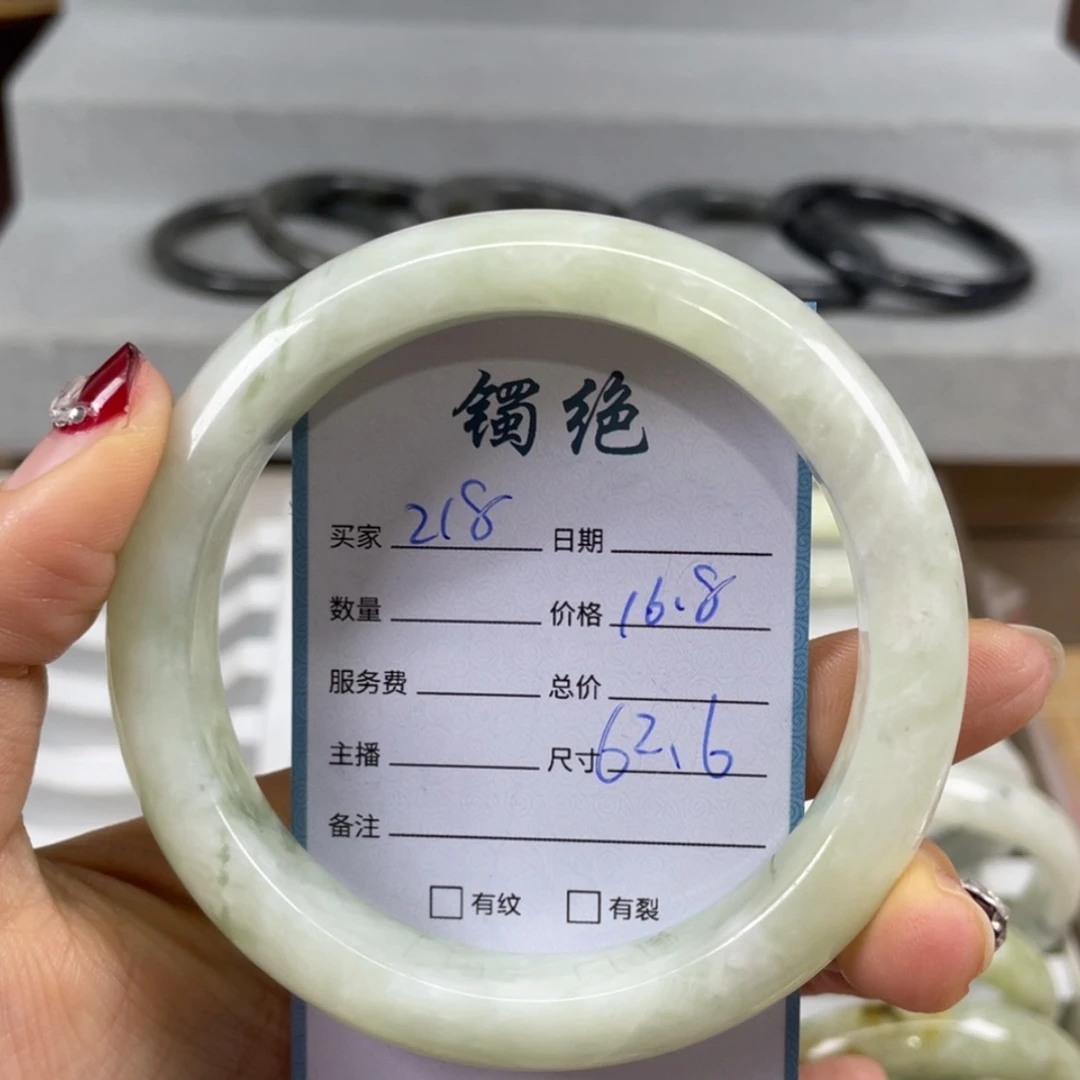 镯绝
买家 218 日期
数量 价格 16.8
服务费 总价
主播 尺寸 62.6
备注
有纹 有裂